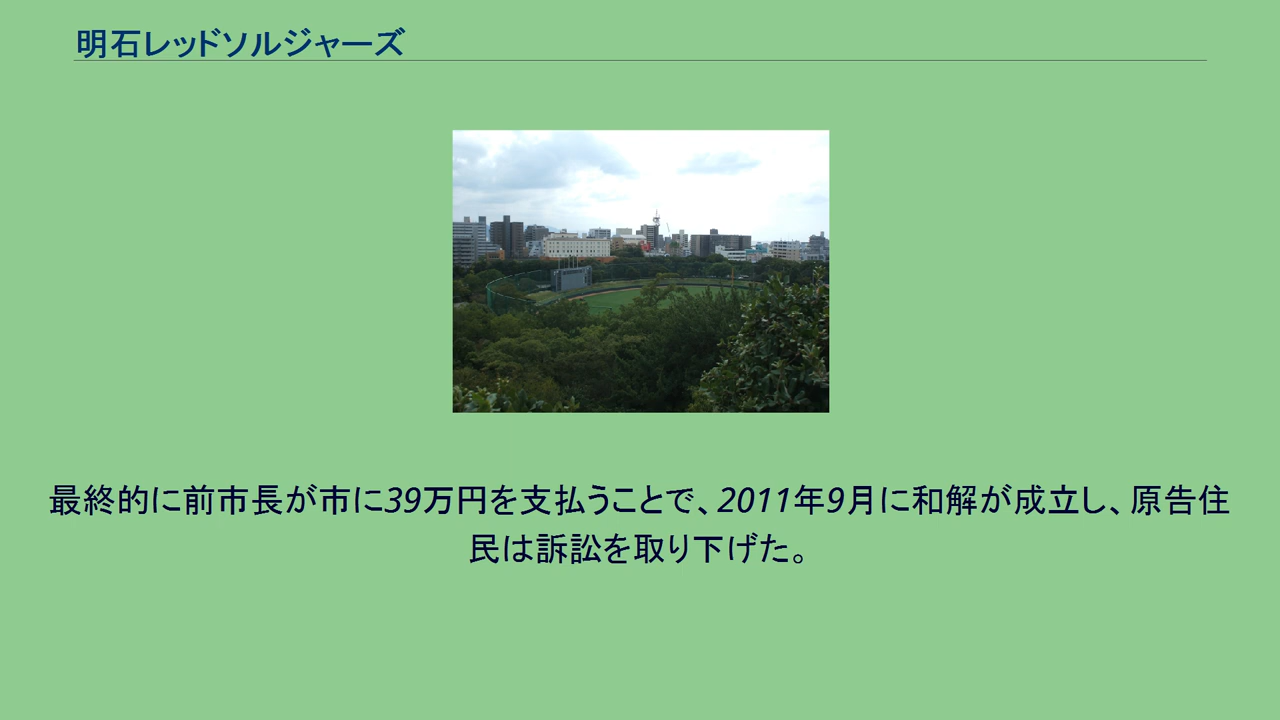 明石レッドソルジャーズ
最終的に前市長が市に39万円を支払うことで、2011年9月に和解が成立し、原告住
民は訴訟を取り下げた。